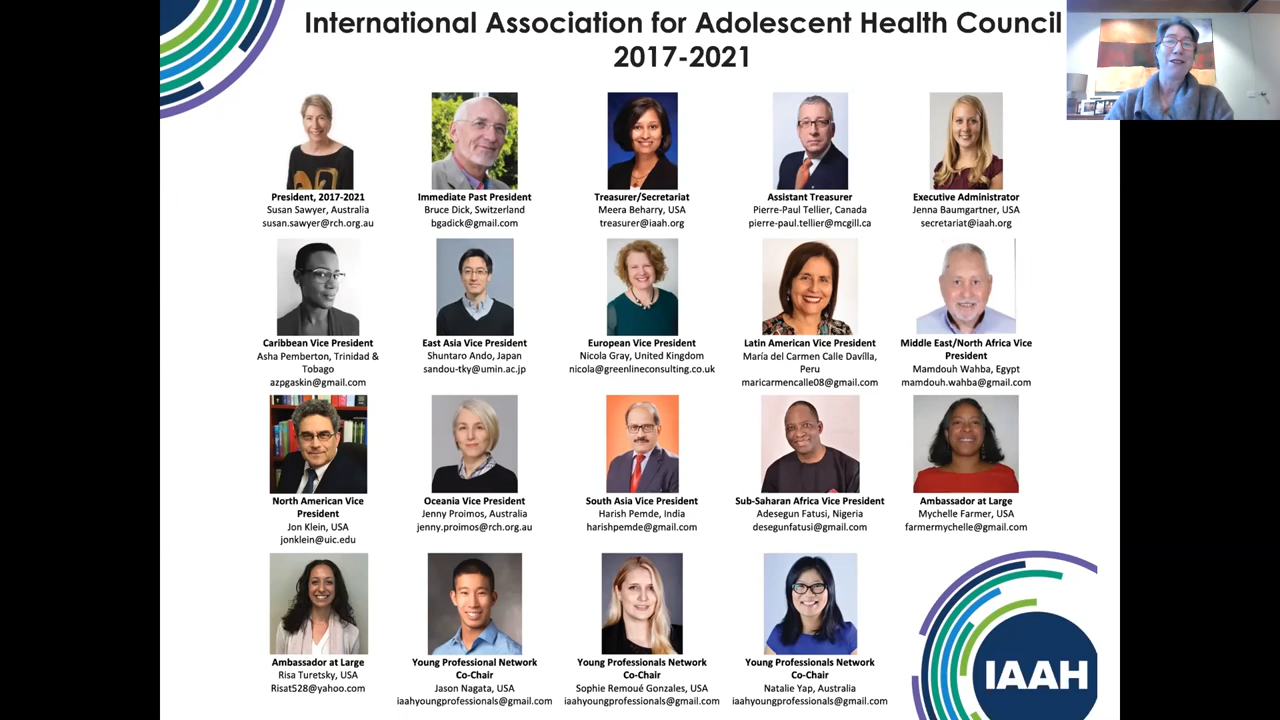 International Association for Adolescent Health Council
2017-2021
President, 2017-2021
Susan Sawyer, Australia
susan.sawyer@rch.org.au
Immediate Past President
Bruce Dick, Switzerland
bgadick@gmail.com
Treasurer/Secretariat
Meera Beharry, USA
treasurer@iaah.org
Assistant Treasurer
Pierre-Paul Tellier, Canada
pierre-paul.tellier@mcgill.ca
Executive Administrator
Jenna Baumgartner, USA
secretariat@iaah.org
Caribbean Vice President
Asha Pemberton, Trinidad &
Tobago
azpgaskin@gmail.com
East Asia Vice President
Shuntaro Ando, Japan
sandou-tky@umin.ac.jp
European Vice President
Nicola Gray, United Kingdom
nicola@greenlineconsulting.co.uk
Latin American Vice President
María del Carmen Calle Davílla,
Peru
maricarmencalle08@gmail.com
Middle East/North Africa Vice
President
Mamdouh Wahba, Egypt
mamdouh.wahba@gmail.com
North American Vice
President
Jon Klein, USA
jonklein@uic.edu
Oceania Vice President
Jenny Proimos, Australia
jenny.proimos@rch.org.au
South Asia Vice President
Harish Pemde, India
harishpemde@gmail.com
Sub-Saharan Africa Vice President
Adesegun Fatusi, Nigeria
desegunfatusi@gmail.com
Ambassador at Large
Mychelle Farmer, USA
farmermychelle@gmail.com
Ambassador at Large
Risa Turetsky, USA
Risat528@yahoo.com
Young Professional Network
Co-Chair
Jason Nagata, USA
iaahyoungprofessionals@gmail.com
Young Professionals Network
Co-Chair
Sophie Remoué Gonzales, USA
iaahyoungprofessionals@gmail.com
Young Professionals Network
Co-Chair
Natalie Yap, Australia
iaahyoungprofessionals@gmail.com
IAAH